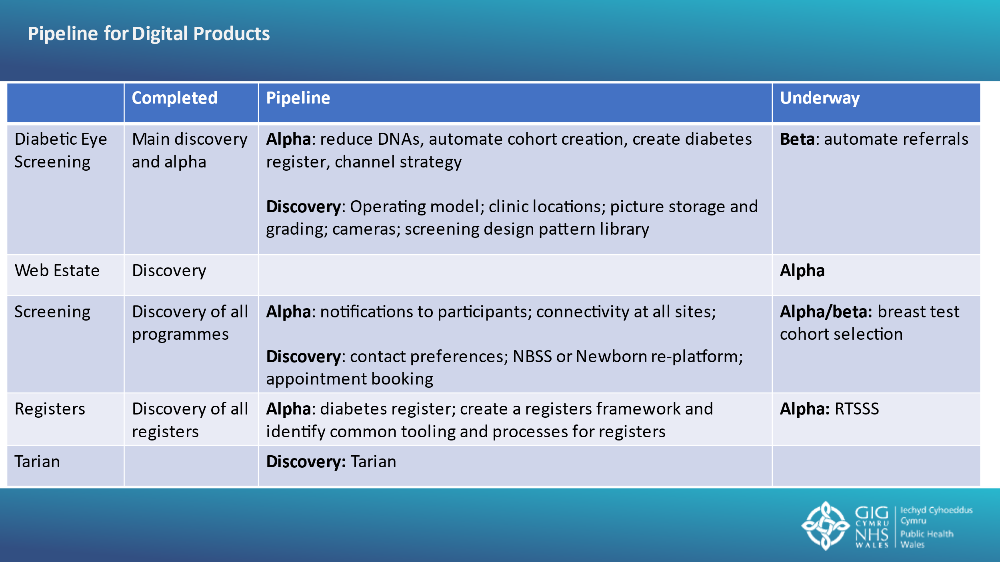 Pipeline for Digital Products
Completed
Pipeline
Underway
Diabetic Eye
Screening
Main discovery
and alpha
Alpha: reduce DNAs, automate cohort creation, create diabetes
register, channel strategy
Discovery: Operating model; clinic locations; picture storage and
grading; cameras; screening design pattern library
Beta: automate referrals
Web Estate
Discovery
Alpha
Screening
Discovery of all
programmes
Alpha: notifications to participants; connectivity at all sites;
Discovery: contact preferences; NBSS or Newborn re-platform;
appointment booking
Alpha/beta: breast test
cohort selection
Registers
Discovery of all
registers
Alpha: diabetes register; create a registers framework and
identify common tooling and processes for registers
Alpha: RTSSS
Tarian
Discovery: Tarian
GIG
CYMRU
NHS
WALES
Iechyd Cyhoeddus
Cymru
Public Health
Wales